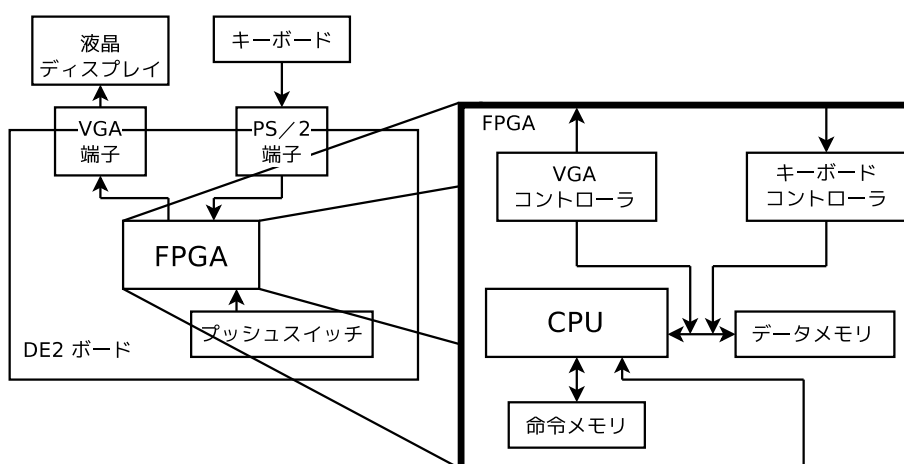 液晶
ディスプレイ
キーボード
VGA
端子
PS／2
端子
FPGA
プッシュスイッチ
DE2 ボード
FPGA
VGA
コントローラ
キーボード
コントローラ
CPU
データメモリ
命令メモリ